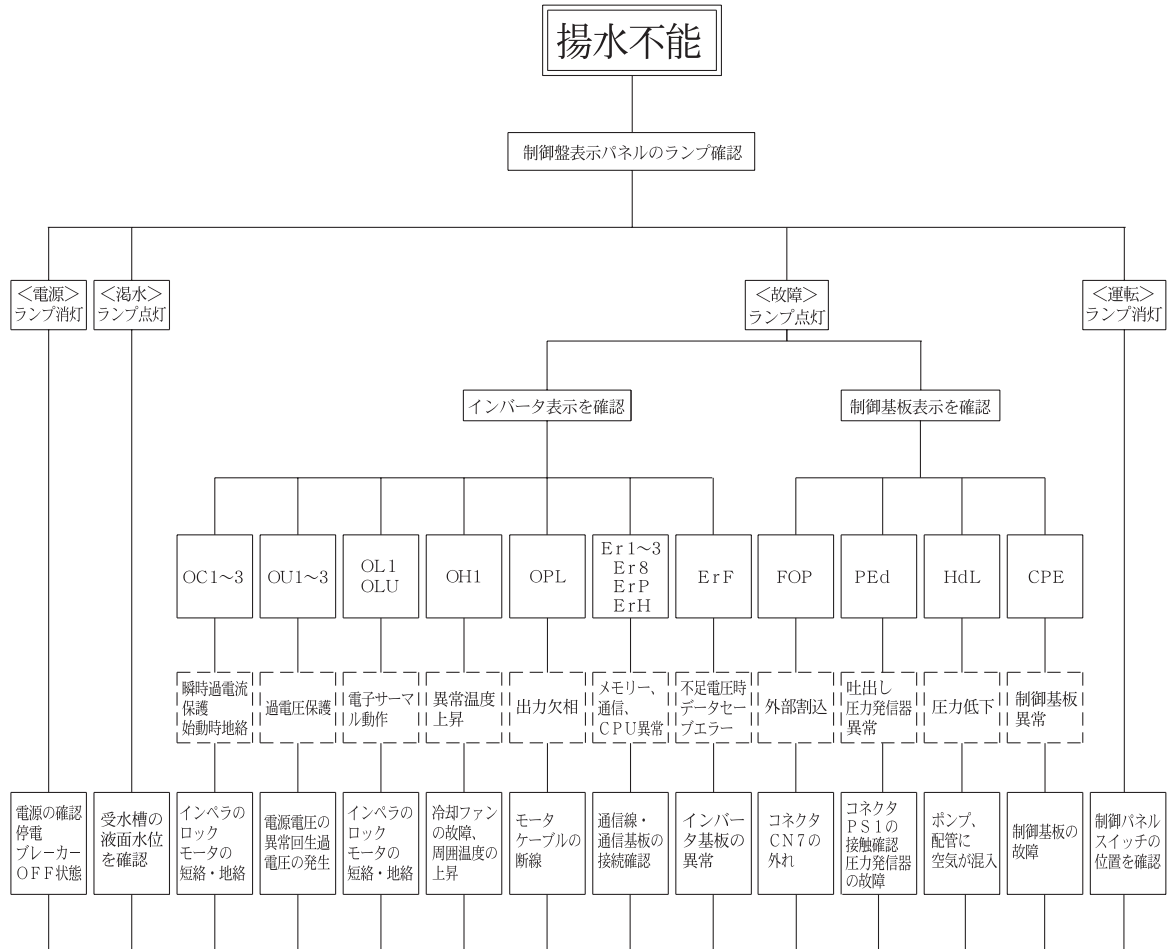 揚水不能
制御盤表示パネルのランプ確認
＜電源＞
ランプ消灯
＜渇水＞
ランプ点灯
＜故障＞
ランプ点灯
＜運転＞
ランプ消灯
インバータ表示を確認
制御基板表示を確認
OC1～3
OU1～3
OL1
OLU
OH1
OPL
Er1～3
Er8
ErP
ErH
ErF
FOP
PEd
HdL
CPE
瞬時過電流
保護
始動時地絡
過電圧保護
電子サーマ
ル動作
異常温度
上昇
出力欠相
メモリー、
通信、
CPU異常
不足電圧時
データセー
ブエラー
外部割込
吐出し
圧力発信器
異常
圧力低下
制御基板
異常
電源の確認
停電
ブレーカー
OFF状態
受水槽の
液面水位
を確認
インペラの
ロック
モータの
短絡・地絡
電源電圧の
異常回生過
電圧の発生
インペラの
ロック
モータの
短絡・地絡
冷却ファン
の故障、
周囲温度の
上昇
モータ
ケーブルの
断線
通信線・
通信基板の
接続確認
インバー
タ基板の
異常
コネクタ
CN7の
外れ
コネクタ
PS1の
接触確認
圧力発信器
の故障
ポンプ、
配管に
空気が混入
制御基板の
故障
制御パネル
スイッチの
位置を確認